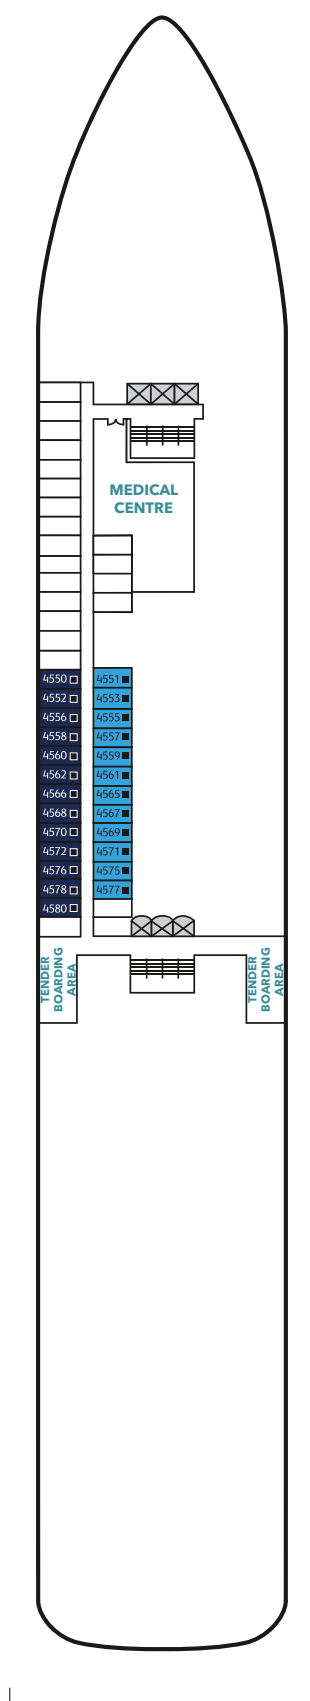 MEDICAL
CENTRE
4550 4551
4552 4553
4556 4555
4558 4557
4560 4559
4562 4561
4566 4565
4568 4567
4570 4569
4572 4571
4576 4575
4578 4577
4580
TENDER
BOARDING
AREA
TENDER
BOARDING
AREA